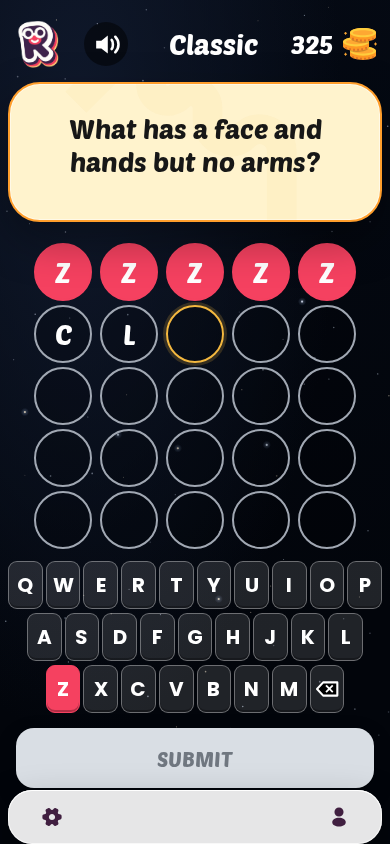 R
Classic
325
What has a face and
hands but no arms?
Z Z Z Z Z
C L
Q W E R T Y U I O P
A S D F G H J K L
Z X C V B N M
SUBMIT